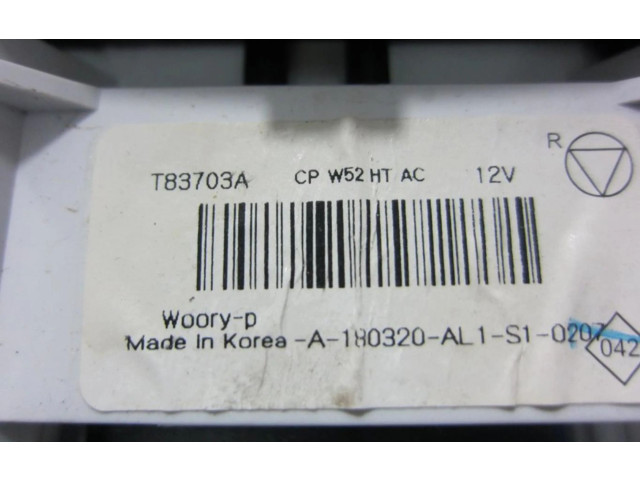 T83703A CP W52 HT AC 12V R
Woory-p
Made In Korea -A-180320-AL1-S1-0207
042